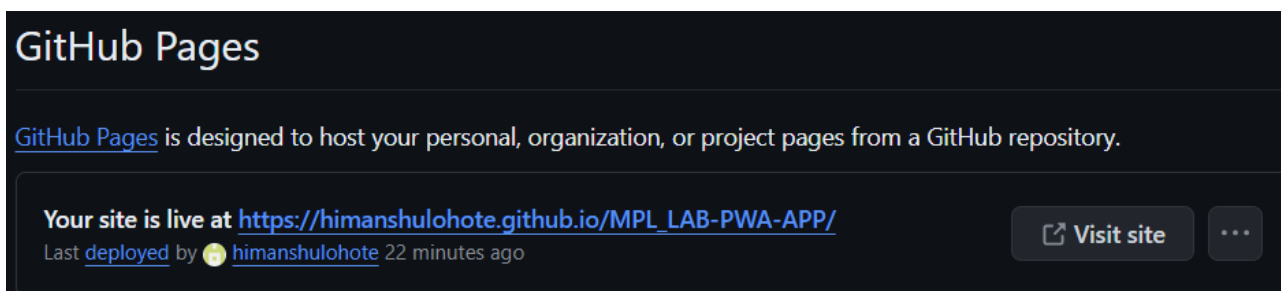 GitHub Pages
GitHub Pages is designed to host your personal, organization, or project pages from a GitHub repository.
Your site is live at https://himanshulohote.github.io/MPL_LAB-PWA-APP/
Last deployed by himanshulohote 22 minutes ago
Visit site